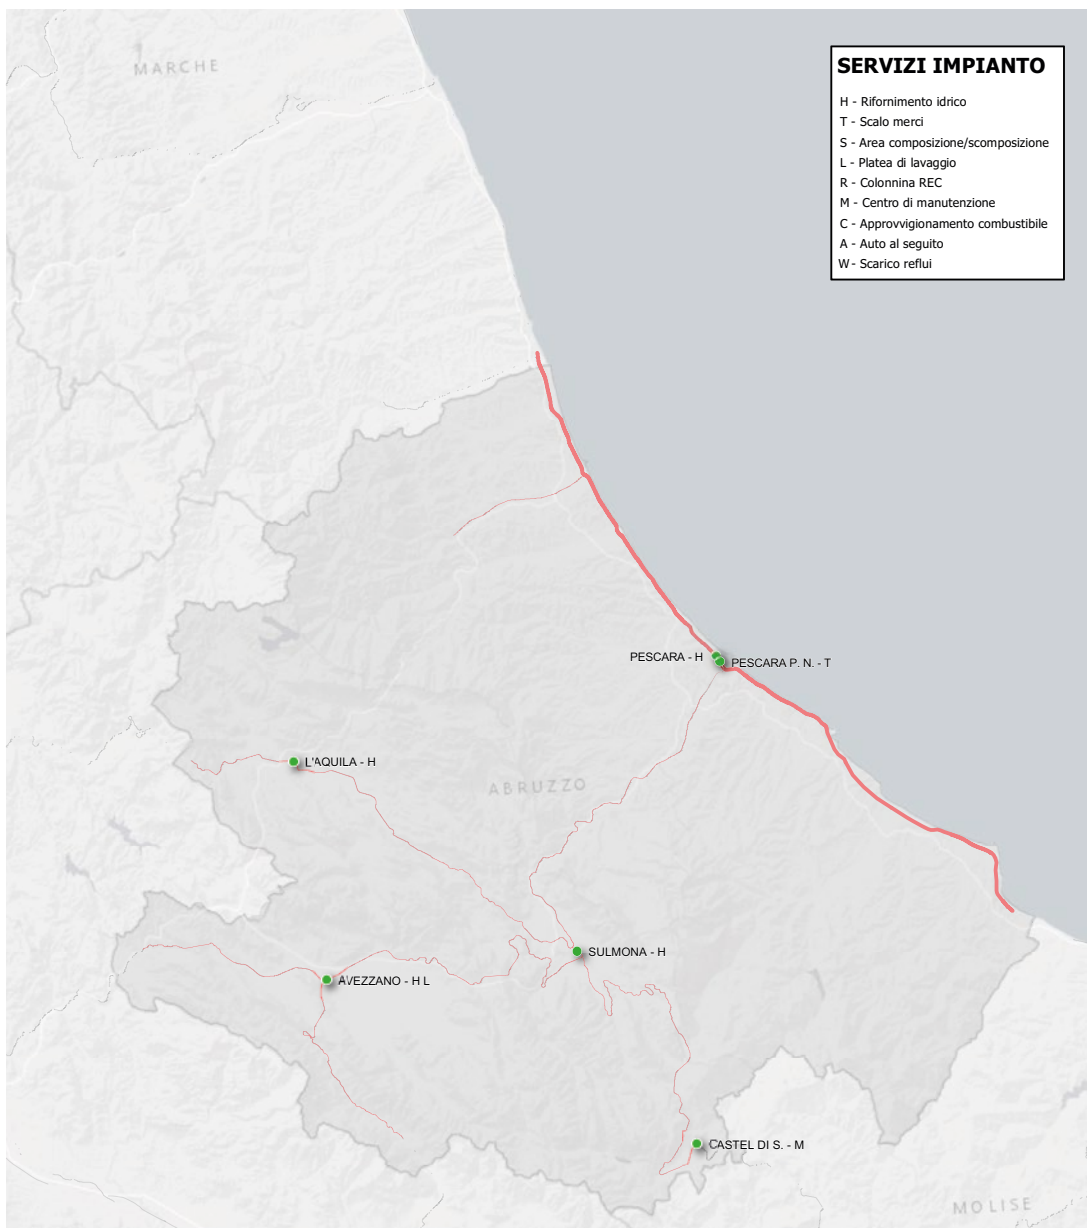 MARCHE
SERVIZI IMPIANTO
H - Rifornimento idrico
T - Scalo merci
S - Area composizione/scomposizione
L - Platea di lavaggio
R - Colonnina REC
M - Centro di manutenzione
C - Approvvigionamento combustibile
A - Auto al seguito
W - Scarico reflui
PESCARA - H
PESCARA P. N. - T
L'AQUILA - H
ABRUZZO
SULMONA - H
AVEZZANO - H L
CASTEL DI S. - M
MOLISE